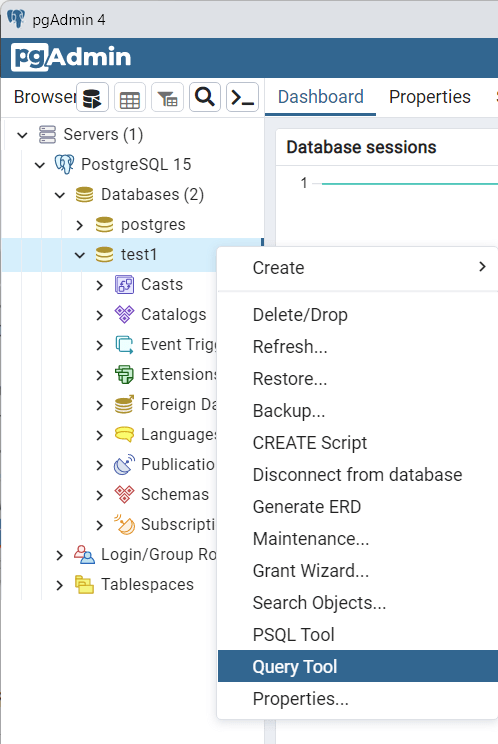 pgAdmin 4
pgAdmin
Browser
Dashboard Properties
Servers (1)
PostgreSQL 15
Databases (2)
postgres
test1
Casts
Catalogs
Event Trig
Extensions
Foreign Da
Languages
Publicatio
Schemas
Subscripti
Login/Group Ro
Tablespaces
Database sessions
1
Create
Delete/Drop
Refresh...
Restore...
Backup...
CREATE Script
Disconnect from database
Generate ERD
Maintenance...
Grant Wizard...
Search Objects...
PSQL Tool
Query Tool
Properties...